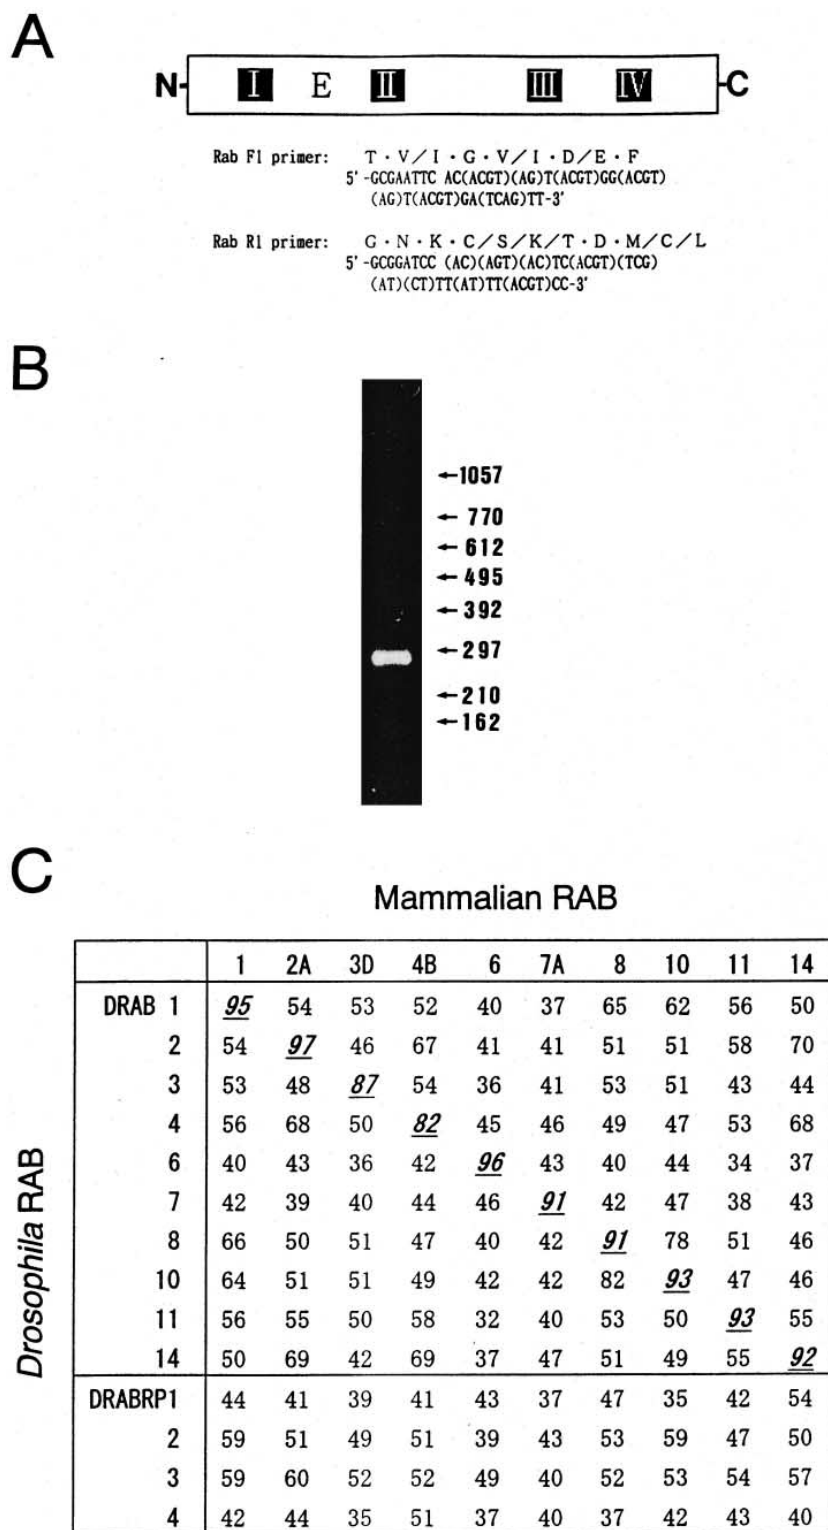 A
N I E II III IV C
Rab F1 primer: T · V/I · G · V/I · D/E · F
5'-GCGAATTC AC(ACGT)(AG)T(ACGT)GG(ACGT)
(AG)T(ACGT)GA(TCAG)TT-3'
Rab R1 primer: G · N · K · C/S/K/T · D · M/C/L
5'-GCGGATCC (AC)(AGT)(AC)TC(ACGT)(TCG)
(AT)(CT)TT(AT)TT(ACGT)CC-3'
B
←1057
← 770
← 612
← 495
← 392
← 297
← 210
← 162
C
Mammalian RAB
Drosophila RAB
1 2A 3D 4B 6 7A 8 10 11 14
DRAB 1 95 54 53 52 40 37 65 62 56 50
2 54 97 46 67 41 41 51 51 58 70
3 53 48 87 54 36 41 53 51 43 44
4 56 68 50 82 45 46 49 47 53 68
6 40 43 36 42 96 43 40 44 34 37
7 42 39 40 44 46 91 42 47 38 43
8 66 50 51 47 40 42 91 78 51 46
10 64 51 51 49 42 42 82 93 47 46
11 56 55 50 58 32 40 53 50 93 55
14 50 69 42 69 37 47 51 49 55 92
DRABRP1 44 41 39 41 43 37 47 35 42 54
2 59 51 49 51 39 43 53 59 47 50
3 59 60 52 52 49 40 52 53 54 57
4 42 44 35 51 37 40 37 42 43 40